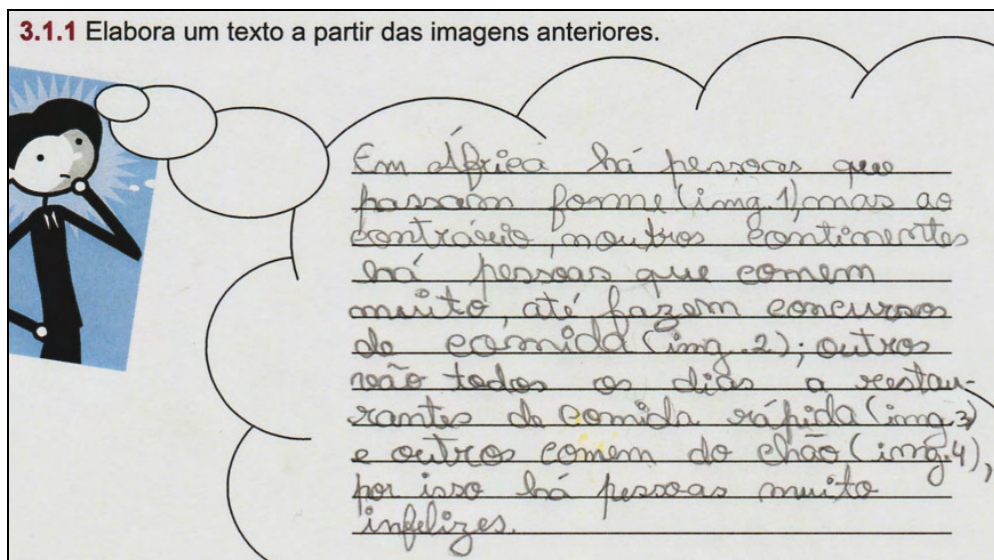 3.1.1 Elabora um texto a partir das imagens anteriores.
Em África há pessoas que
passam fome (img. 1), mas ao
contrário, noutros continentes
há pessoas que comem
muito, até fazem concursos
de comida (img. 2); outros
vão todos os dias a restau-
rantes de comida rápida (img. 3)
e outros comem do chão (img. 4),
por isso há pessoas muito
infelizes.